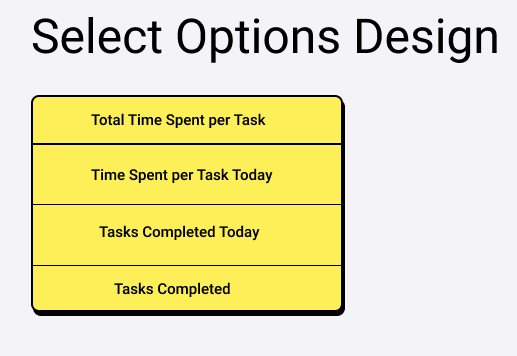 Select Options Design
Total Time Spent per Task
Time Spent per Task Today
Tasks Completed Today
Tasks Completed